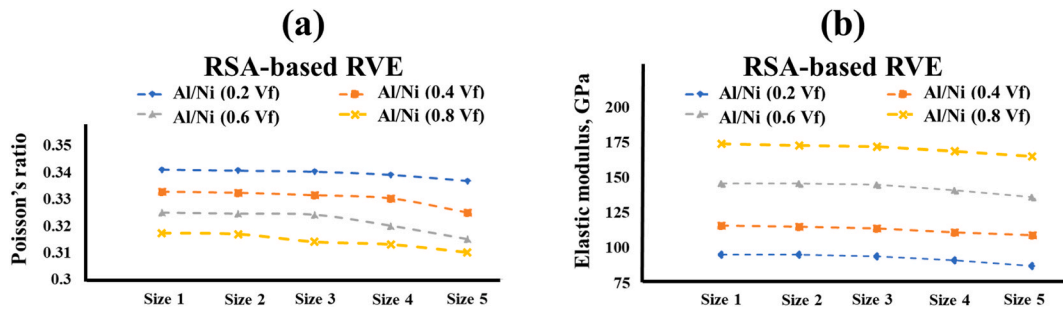 (a)
RSA-based RVE
Al/Ni (0.2 Vf) Al/Ni (0.4 Vf)
Al/Ni (0.6 Vf) Al/Ni (0.8 Vf)
Poisson's ratio
0.35
0.34
0.33
0.32
0.31
0.3
Size 1 Size 2 Size 3 Size 4 Size 5
(b)
RSA-based RVE
Al/Ni (0.2 Vf) Al/Ni (0.4 Vf)
Al/Ni (0.6 Vf) Al/Ni (0.8 Vf)
Elastic modulus, GPa
200
175
150
125
100
75
Size 1 Size 2 Size 3 Size 4 Size 5